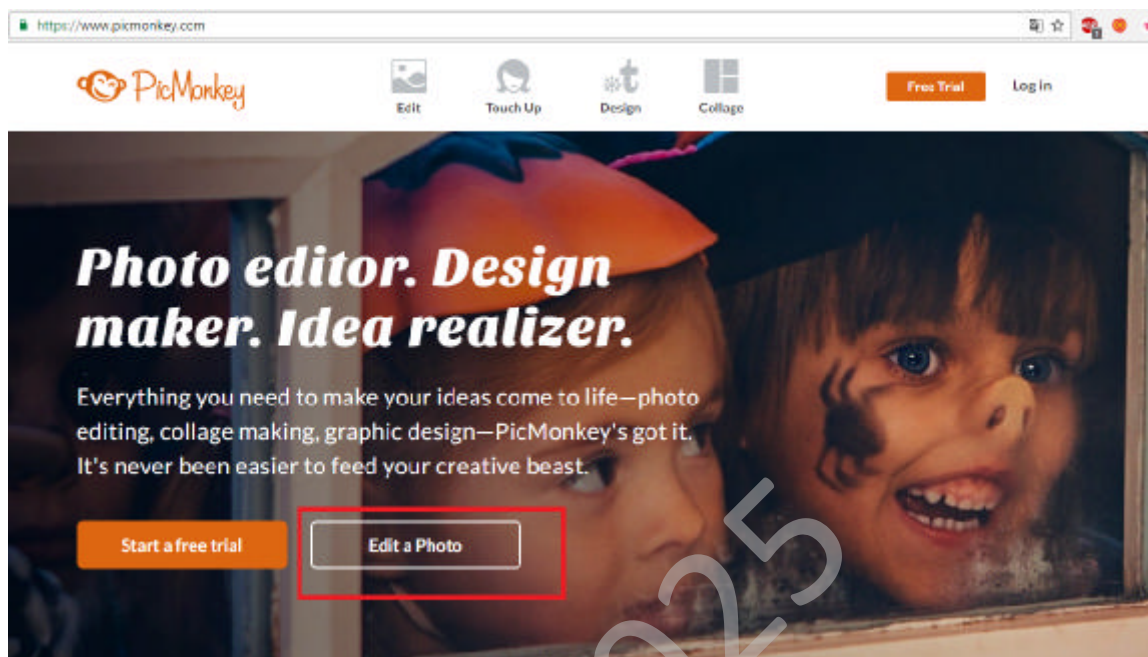 https://www.picmonkey.com
PicMonkey
Edit
Touch Up
Design
Collage
Free Trial
Log in
Photo editor. Design
maker. Idea realizer.
Everything you need to make your ideas come to life—photo
editing, collage making, graphic design—PicMonkey's got it.
It's never been easier to feed your creative beast.
Start a free trial
Edit a Photo
025